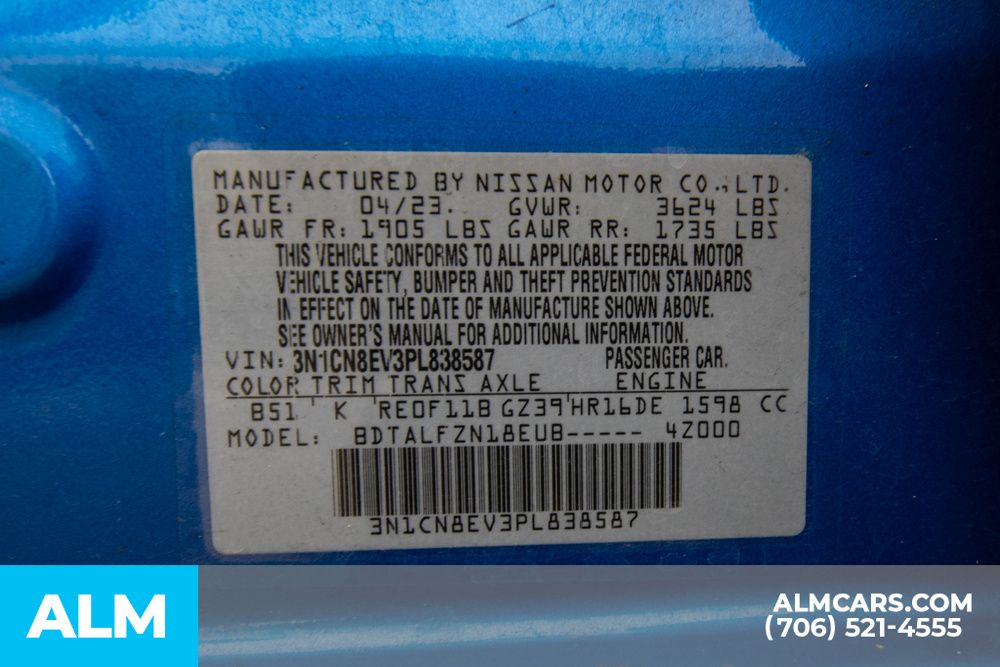 MANUFACTURED BY NISSAN MOTOR CO.,LTD.
DATE: 04/23. GVWR: 3624 LBS
GAWR FR: 1905 LBS GAWR RR: 1735 LBS
THIS VEHICLE CONFORMS TO ALL APPLICABLE FEDERAL MOTOR
VEHICLE SAFETY, BUMPER AND THEFT PREVENTION STANDARDS
IN EFFECT ON THE DATE OF MANUFACTURE SHOWN ABOVE.
SEE OWNER'S MANUAL FOR ADDITIONAL INFORMATION.
VIN: 3N1CN8EV3PL838587 PASSENGER CAR.
COLOR TRIM TRANS AXLE ENGINE
B51 K RE0F11B GZ39 HR16DE 1598 CC
MODEL: BDTALFZN18EUB----- 4Z000
3N1CN8EV3PL838587
ALM
ALMCARS.COM
(706) 521-4555